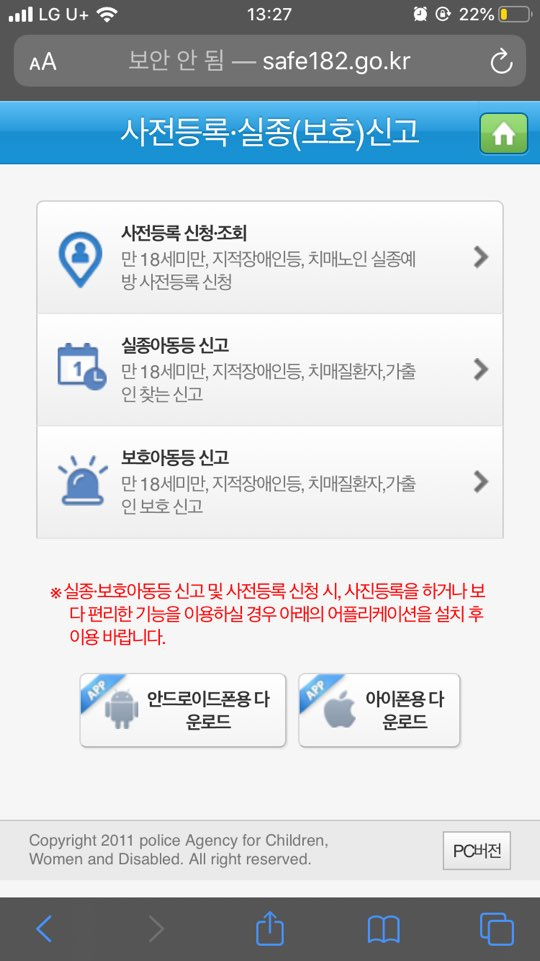 LG U+ 13:27 22%
AA 보안 안 됨 — safe182.go.kr
사전등록·실종(보호)신고
사전등록 신청·조회
만 18세미만, 지적장애인등, 치매노인 실종예
방 사전등록 신청
실종아동등 신고
1
만 18세미만, 지적장애인등, 치매질환자,가출
인 찾는 신고
보호아동등 신고
만 18세미만, 지적장애인등, 치매질환자,가출
인 보호 신고
※ 실종·보호아동등 신고 및 사전등록 신청 시, 사진등록을 하거나 보
다 편리한 기능을 이용하실 경우 아래의 어플리케이션을 설치 후
이용 바랍니다.
APP 안드로이드폰용 다
운로드
APP 아이폰용 다
운로드
Copyright 2011 police Agency for Children,
Women and Disabled. All right reserved.
PC버전